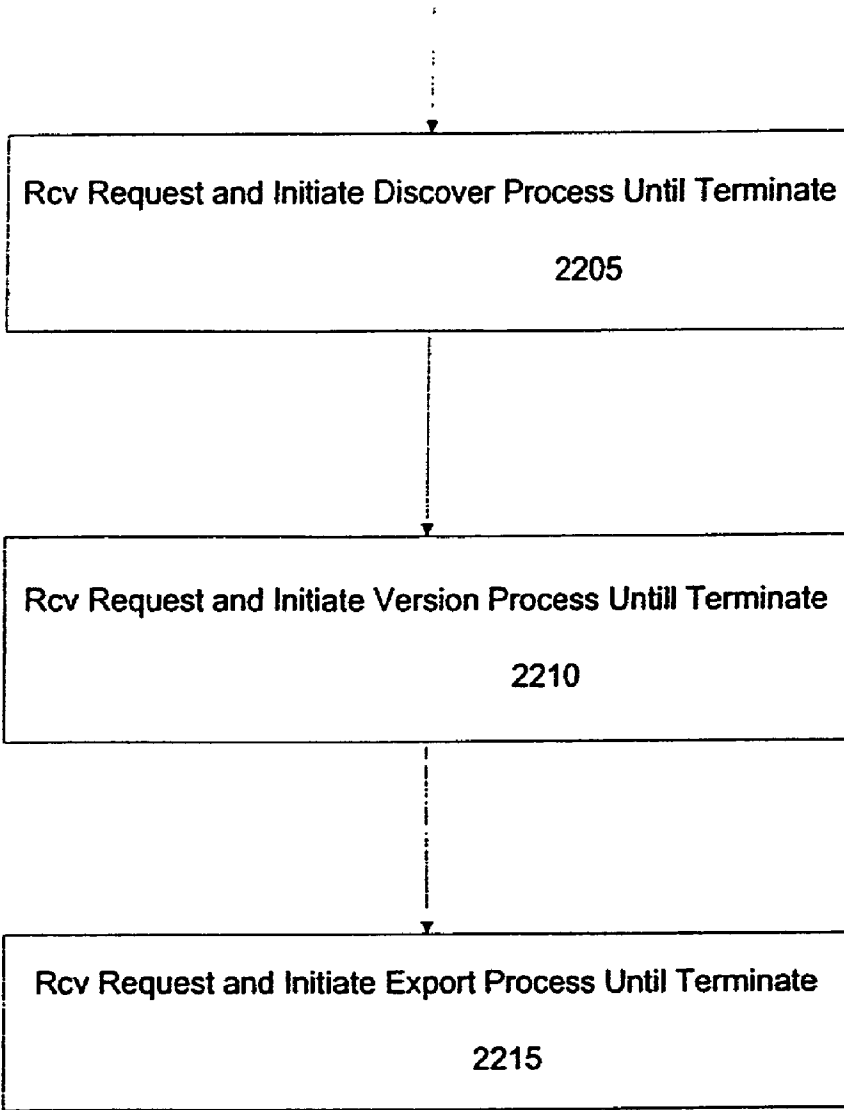 Rcv Request and Initiate Discover Process Until Terminate
2205
Rcv Request and Initiate Version Process Untill Terminate
2210
Rcv Request and Initiate Export Process Until Terminate
2215